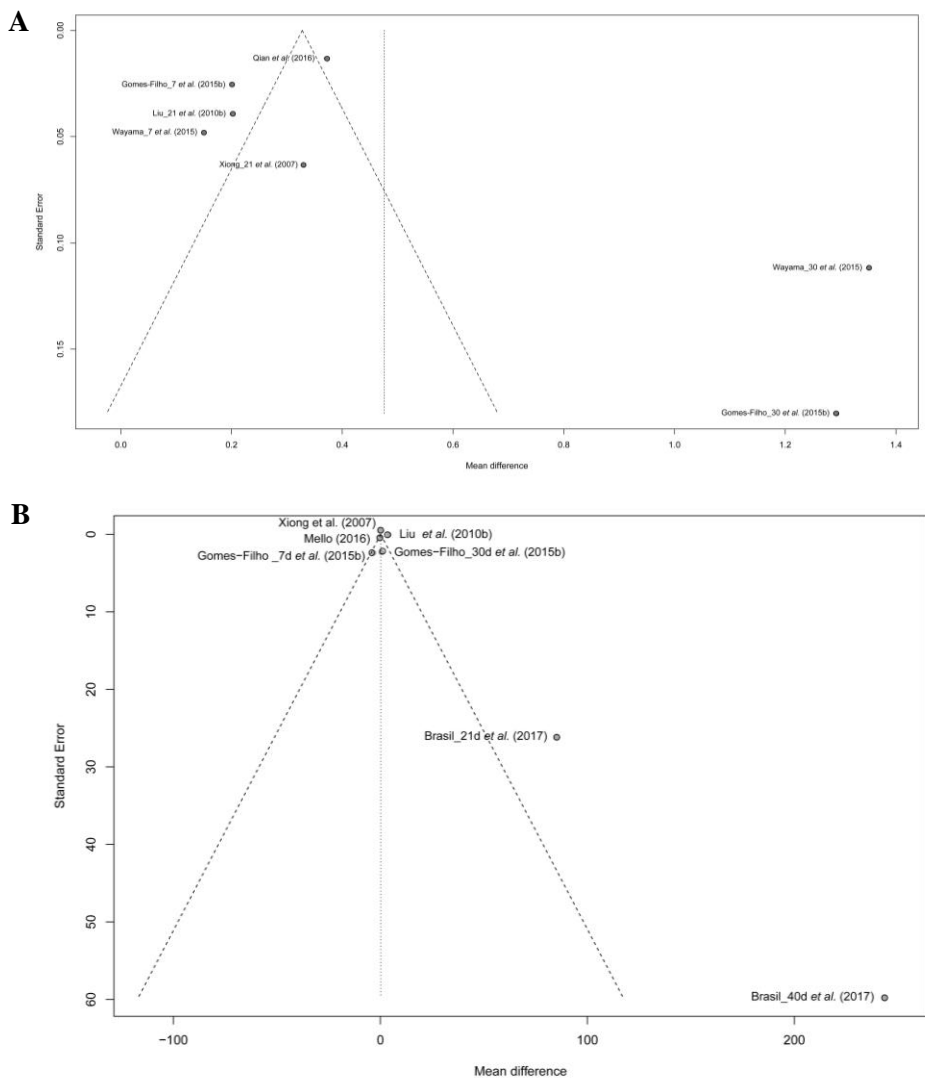 A
0.00
0.05
0.10
0.15
Standard Error
Qian et al (2016)
Gomes-Filho_7 et al. (2015b)
Liu_21 et al. (2010b)
Wayama_7 et al. (2015)
Xiong_21 et al. (2007)
Wayama_30 et al. (2015)
Gomes-Filho_30 et al. (2015b)
0.0 0.2 0.4 0.6 0.8 1.0 1.2 1.4
Mean difference
B
0
10
20
30
40
50
60
Standard Error
Xiong et al. (2007)
Liu et al. (2010b)
Mello (2016)
Gomes−Filho _7d et al. (2015b)
Gomes−Filho_30d et al. (2015b)
Brasil_21d et al. (2017)
Brasil_40d et al. (2017)
−100 0 100 200
Mean difference